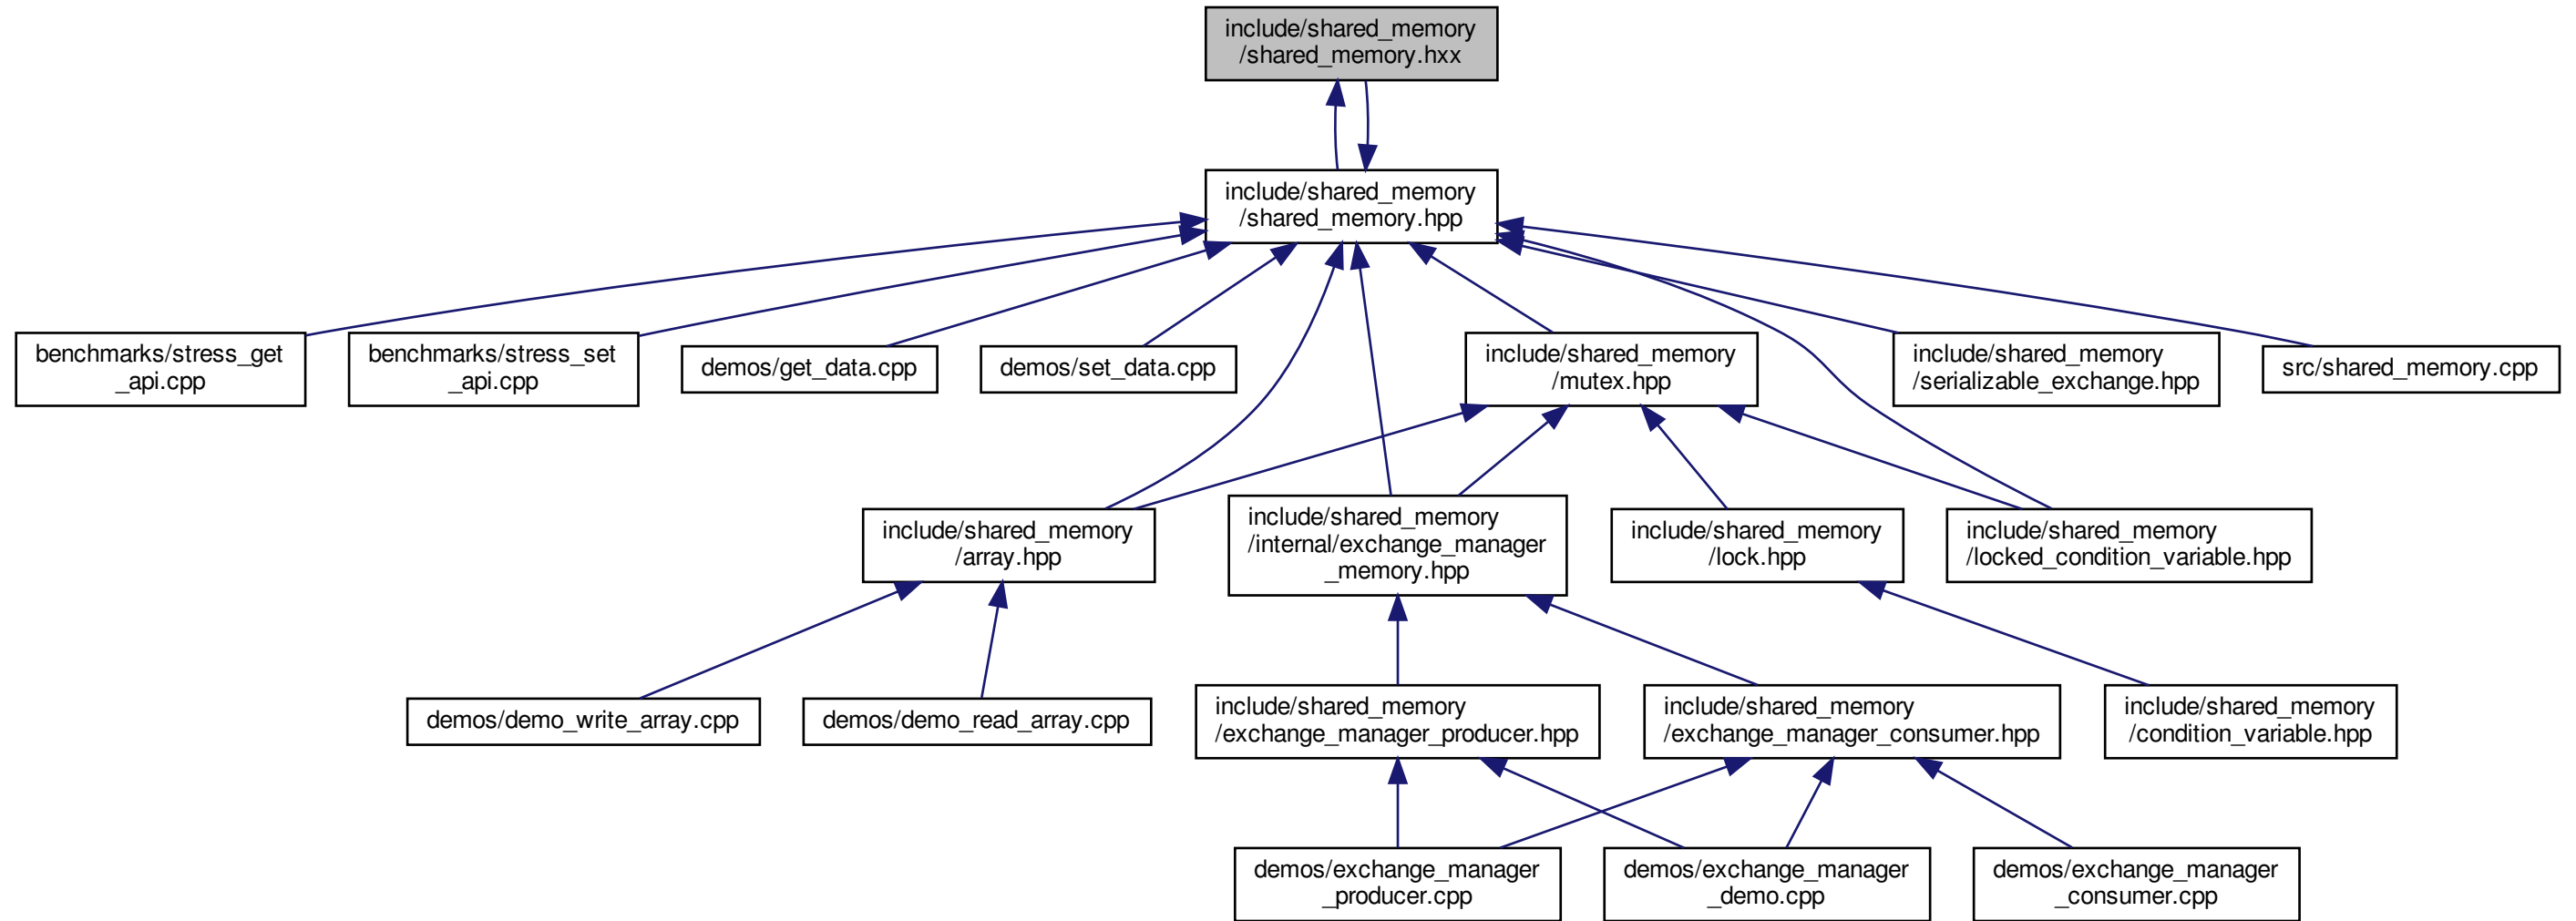 include/shared_memory
/shared_memory.hxx
include/shared_memory
/shared_memory.hpp
benchmarks/stress_get
_api.cpp
benchmarks/stress_set
_api.cpp
demos/get_data.cpp
demos/set_data.cpp
include/shared_memory
/mutex.hpp
include/shared_memory
/serializable_exchange.hpp
src/shared_memory.cpp
include/shared_memory
/array.hpp
include/shared_memory
/internal/exchange_manager
_memory.hpp
include/shared_memory
/lock.hpp
include/shared_memory
/locked_condition_variable.hpp
demos/demo_write_array.cpp
demos/demo_read_array.cpp
include/shared_memory
/exchange_manager_producer.hpp
include/shared_memory
/exchange_manager_consumer.hpp
include/shared_memory
/condition_variable.hpp
demos/exchange_manager
_producer.cpp
demos/exchange_manager
_demo.cpp
demos/exchange_manager
_consumer.cpp